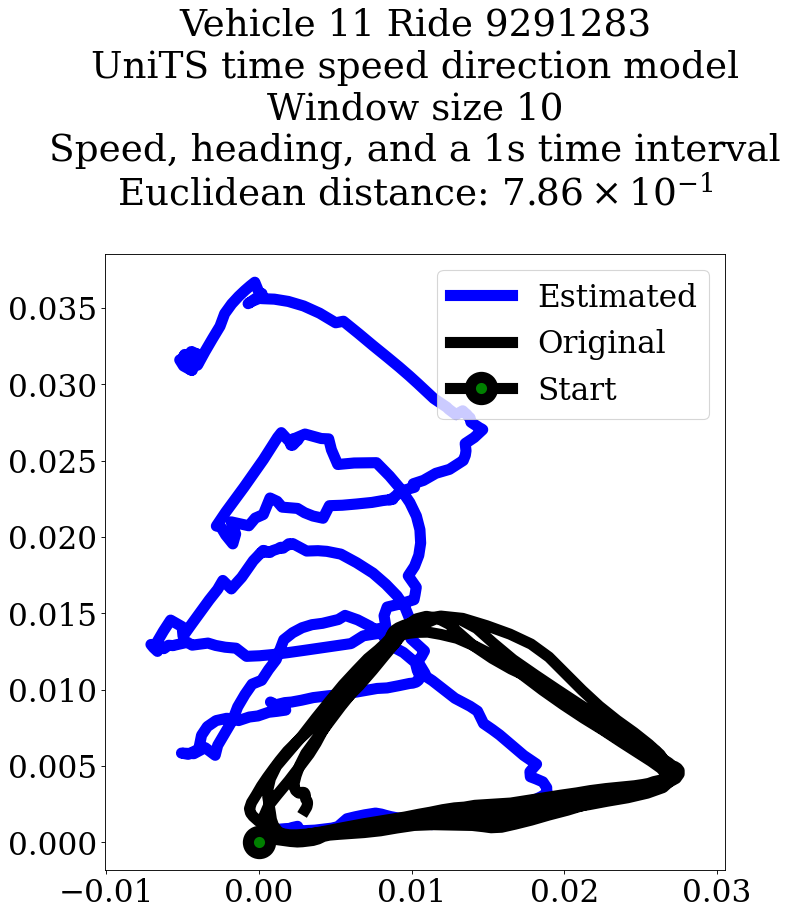 Vehicle 11 Ride 9291283
UniTS time speed direction model
Window size 10
Speed, heading, and a 1s time interval
Euclidean distance: 7.86 × 10⁻¹
Estimated
Original
Start
0.035
0.030
0.025
0.020
0.015
0.010
0.005
0.000
−0.01 0.00 0.01 0.02 0.03